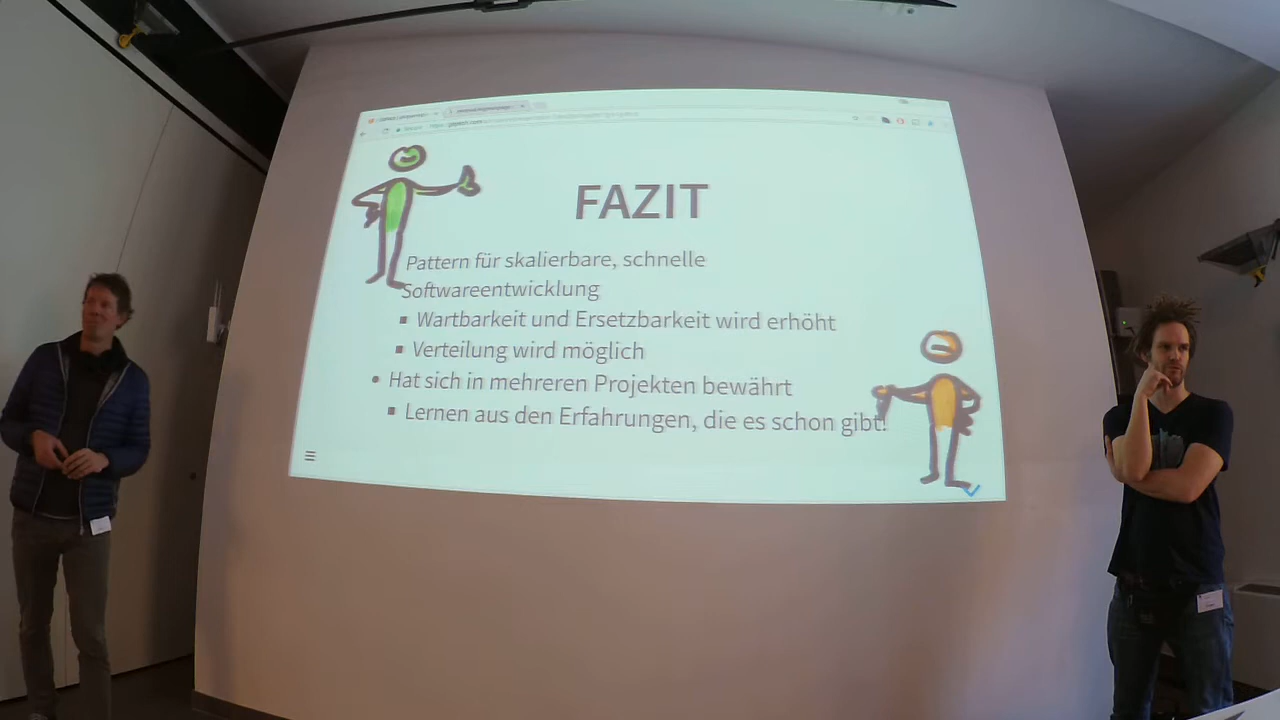 FAZIT
Pattern für skalierbare, schnelle
Softwareentwicklung
Wartbarkeit und Ersetzbarkeit wird erhöht
Verteilung wird möglich
Hat sich in mehreren Projekten bewährt
Lernen aus den Erfahrungen, die es schon gibt!